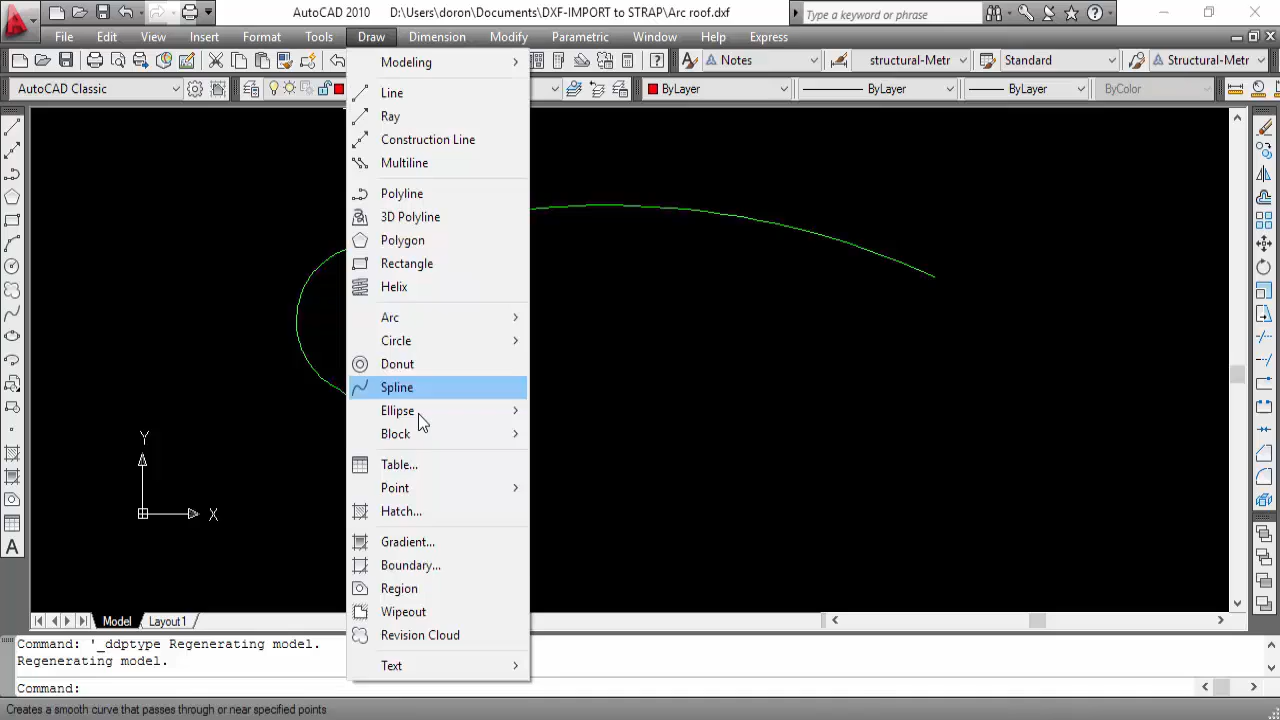 AutoCAD 2010 D:\Users\doron\Documents\DXF-IMPORT to STRAP\Arc roof.dxf
Type a keyword or phrase
File Edit View Insert Format Tools Draw Dimension Modify Parametric Window Help Express
Notes structural-Metr Standard Structural-Metr
AutoCAD Classic ByLayer ByLayer ByLayer ByColor
Modeling
Line
Ray
Construction Line
Multiline
Polyline
3D Polyline
Polygon
Rectangle
Helix
Arc
Circle
Donut
Spline
Ellipse
Block
Table...
Point
Hatch...
Gradient...
Boundary...
Region
Wipeout
Revision Cloud
Text
Y
X
A
Model Layout1
Command: '_ddptype Regenerating model.
Regenerating model.
Command:
Creates a smooth curve that passes through or near specified points